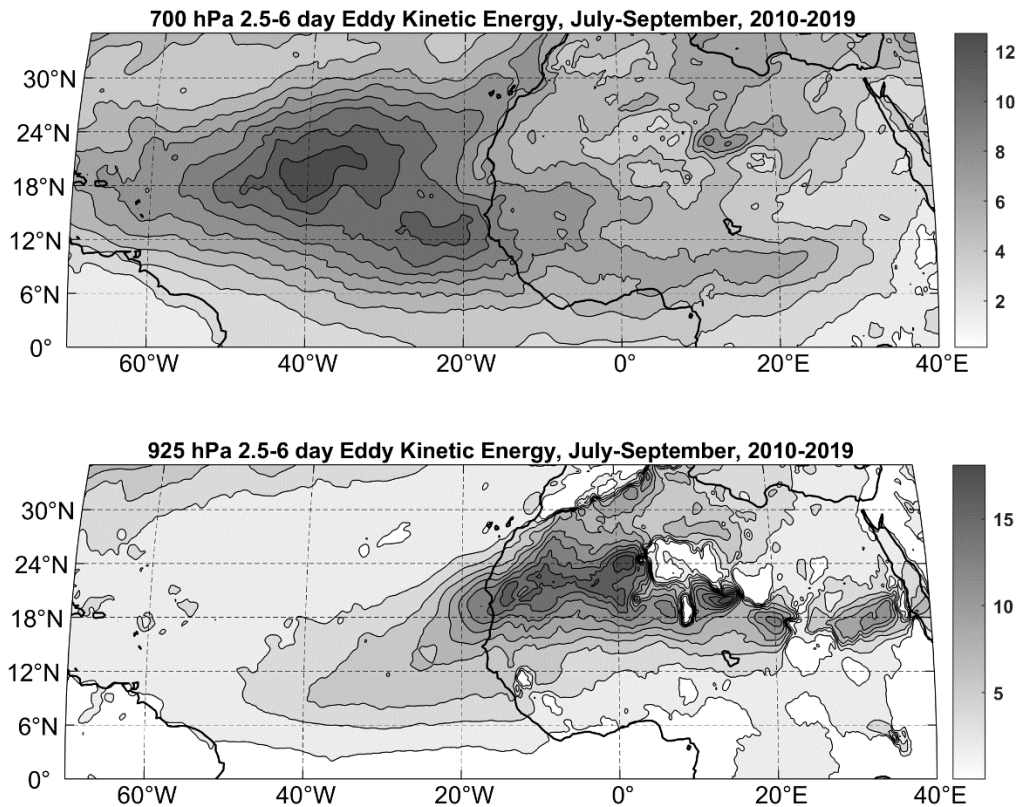 700 hPa 2.5-6 day Eddy Kinetic Energy, July-September, 2010-2019
30°N
24°N
18°N
12°N
6°N
0°
60°W 40°W 20°W 0° 20°E 40°E
12
10
8
6
4
2
925 hPa 2.5-6 day Eddy Kinetic Energy, July-September, 2010-2019
30°N
24°N
18°N
12°N
6°N
0°
60°W 40°W 20°W 0° 20°E 40°E
15
10
5